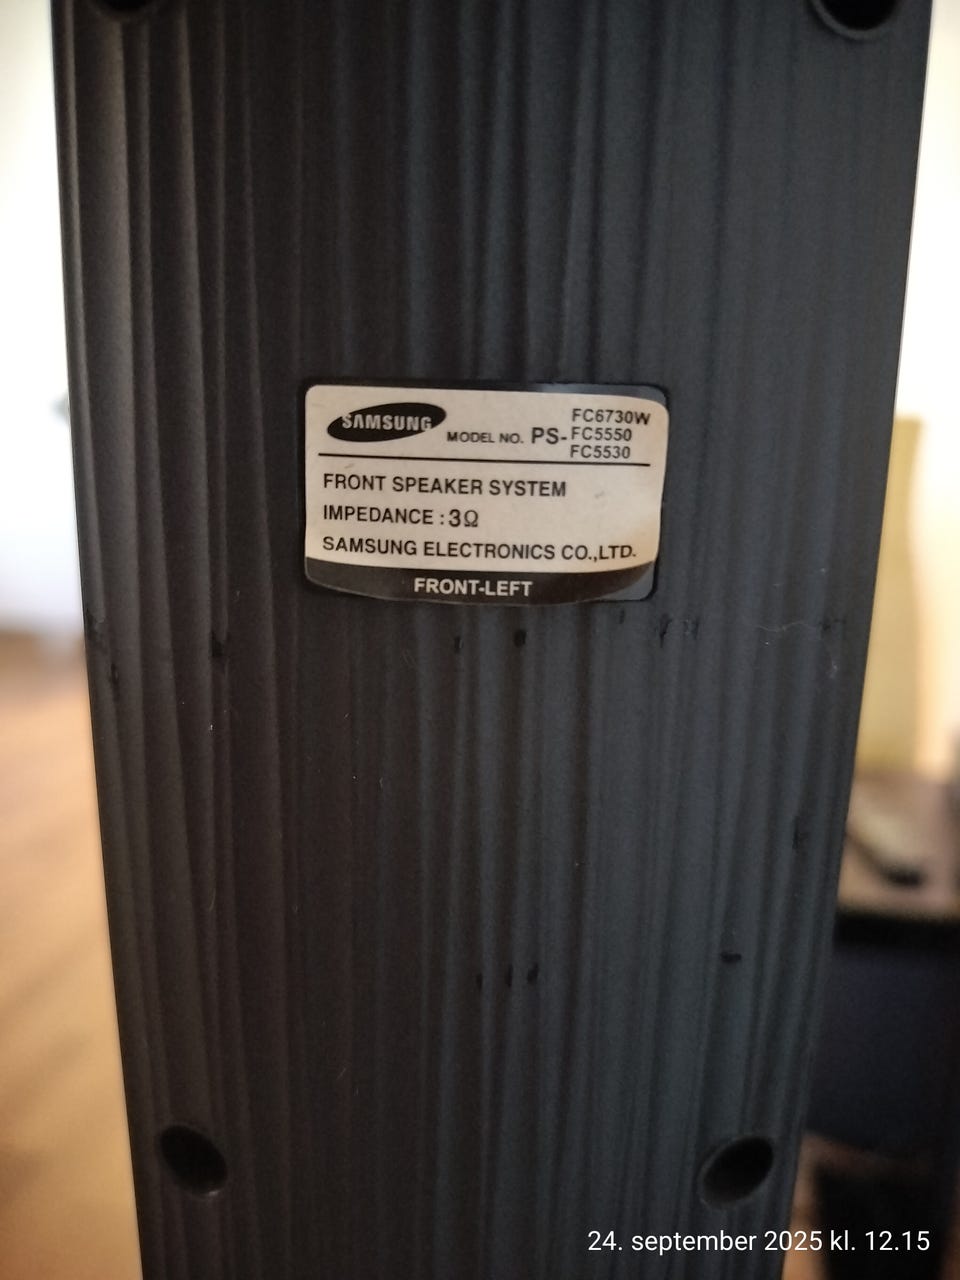 SAMSUNG
MODEL NO. PS-
FC6730W
FC5550
FC5530
FRONT SPEAKER SYSTEM
IMPEDANCE : 3Ω
SAMSUNG ELECTRONICS CO.,LTD.
FRONT-LEFT
24. september 2025 kl. 12.15